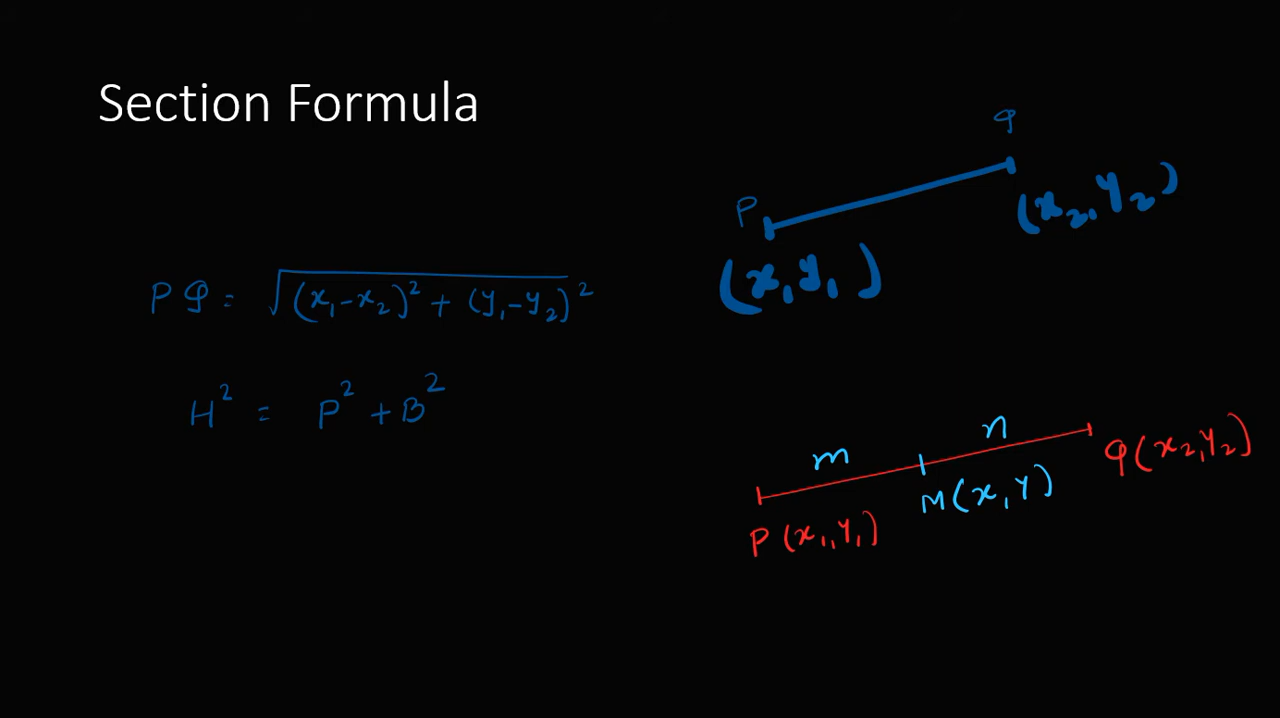 Section Formula
Q
P
(x₂, y₂)
(x₁ y₁)
PQ = √(x₁-x₂)² + (y₁-y₂)²
H² = P² + B²
m
n
Q(x₂, y₂)
M(x, y)
P(x₁, y₁)